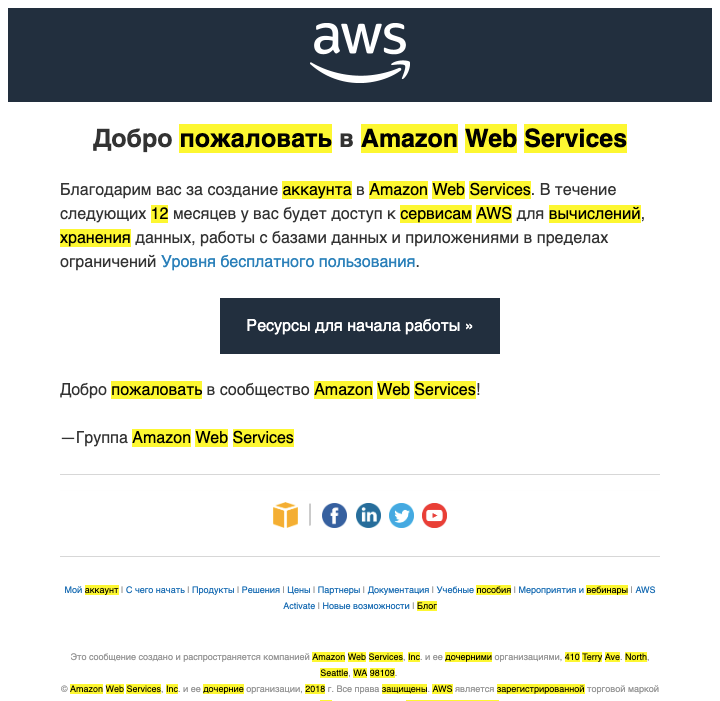 aws
Добро пожаловать в Amazon Web Services
Благодарим вас за создание аккаунта в Amazon Web Services. В течение
следующих 12 месяцев у вас будет доступ к сервисам AWS для вычислений,
хранения данных, работы с базами данных и приложениями в пределах
ограничений Уровня бесплатного пользования.
Ресурсы для начала работы »
Добро пожаловать в сообщество Amazon Web Services!
—Группа Amazon Web Services
Мой аккаунт | С чего начать | Продукты | Решения | Цены | Партнеры | Документация | Учебные пособия | Мероприятия и вебинары | AWS
Activate | Новые возможности | Блог
Это сообщение создано и распространяется компанией Amazon Web Services, Inc. и ее дочерними организациями, 410 Terry Ave. North,
Seattle, WA 98109.
© Amazon Web Services, Inc. и ее дочерние организации, 2018 г. Все права защищены. AWS является зарегистрированной торговой маркой